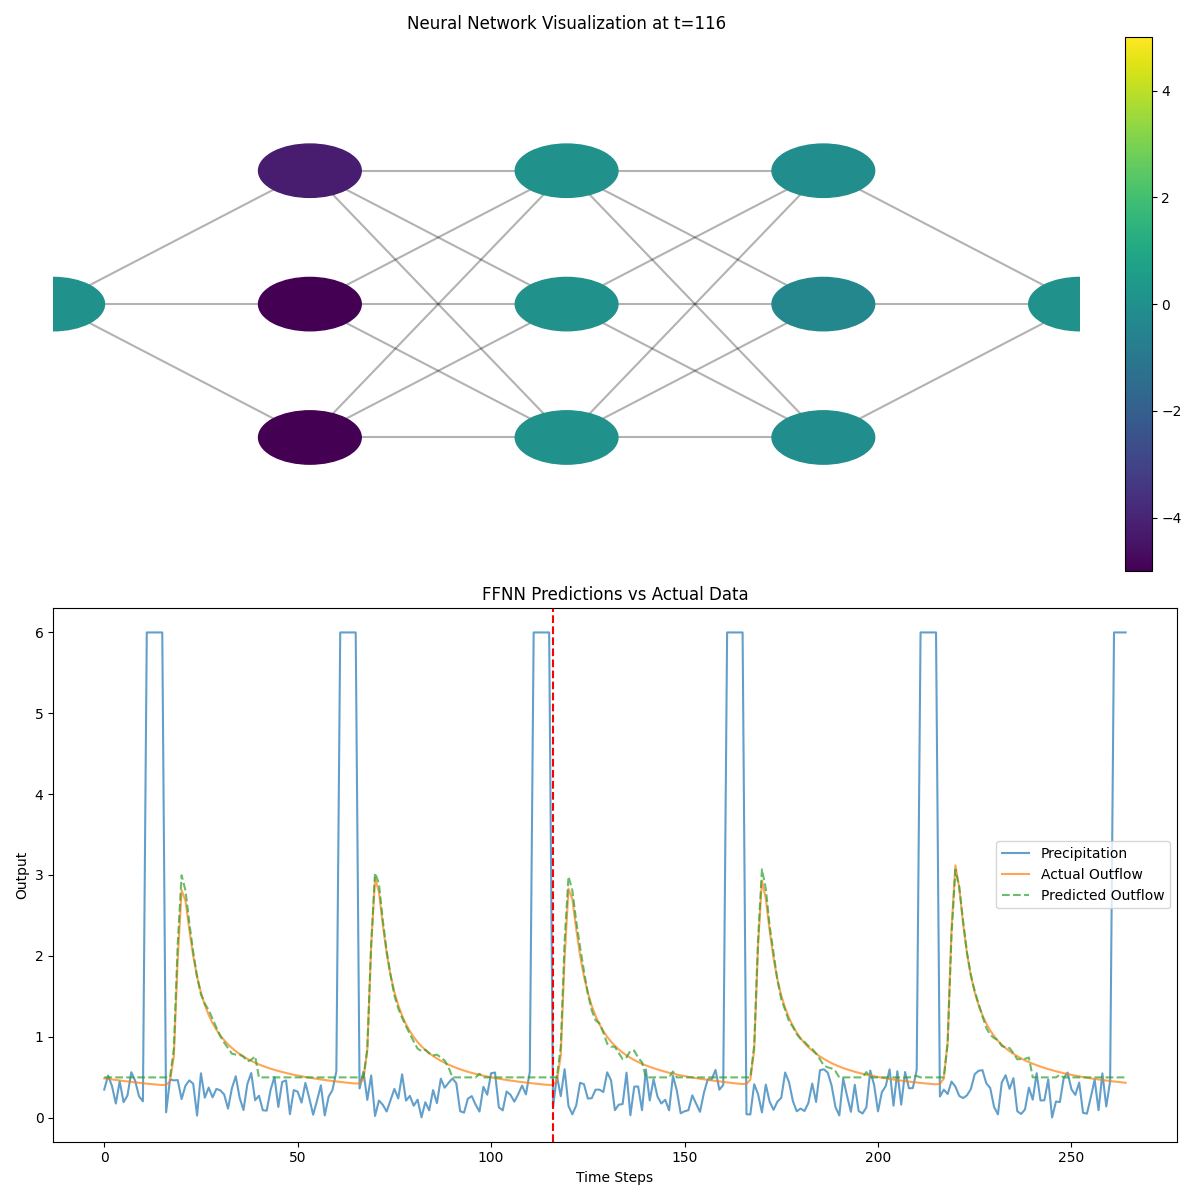 Neural Network Visualization at t=116
4
2
0
−2
−4
FFNN Predictions vs Actual Data
6
5
4
3
2
1
0
Output
Precipitation
Actual Outflow
Predicted Outflow
0 50 100 150 200 250
Time Steps